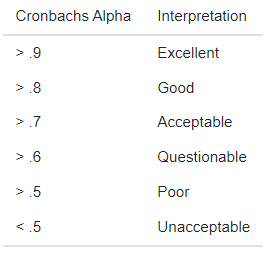 Cronbachs Alpha Interpretation
> .9 Excellent
> .8 Good
> .7 Acceptable
> .6 Questionable
> .5 Poor
< .5 Unacceptable